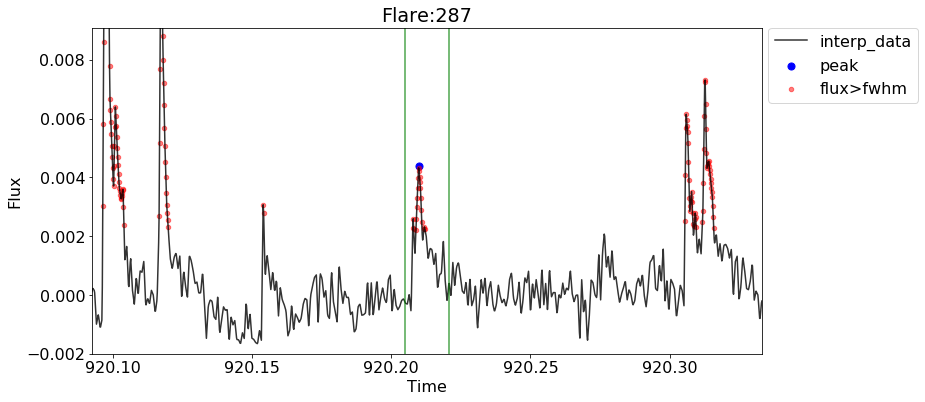 Flare:287
0.008
0.006
0.004
0.002
0.000
−0.002
Flux
920.10
920.15
920.20
920.25
920.30
Time
interp_data
peak
flux>fwhm